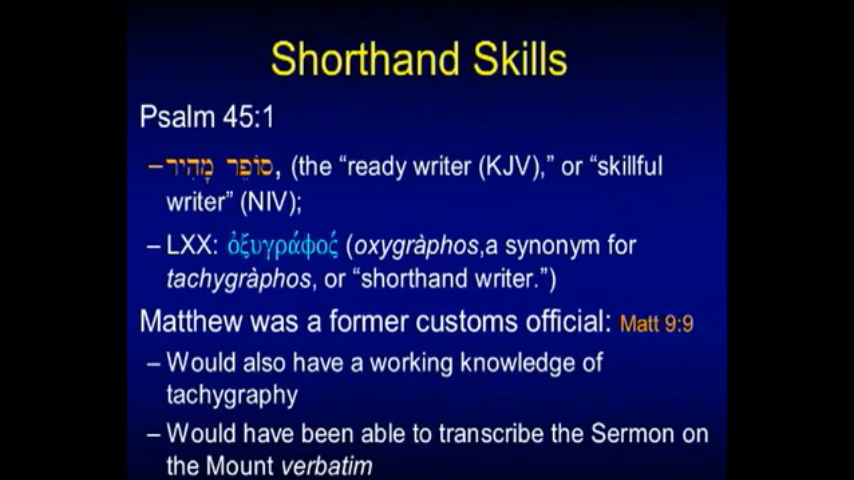 Shorthand Skills
Psalm 45:1
– סוֹפֵר מָהִיר, (the “ready writer (KJV),” or “skillful
writer” (NIV);
– LXX: ὀξυγράφοś (oxygràphos,a synonym for
tachygràphos, or “shorthand writer.”)
Matthew was a former customs official: Matt 9:9
– Would also have a working knowledge of
tachygraphy
– Would have been able to transcribe the Sermon on
the Mount verbatim